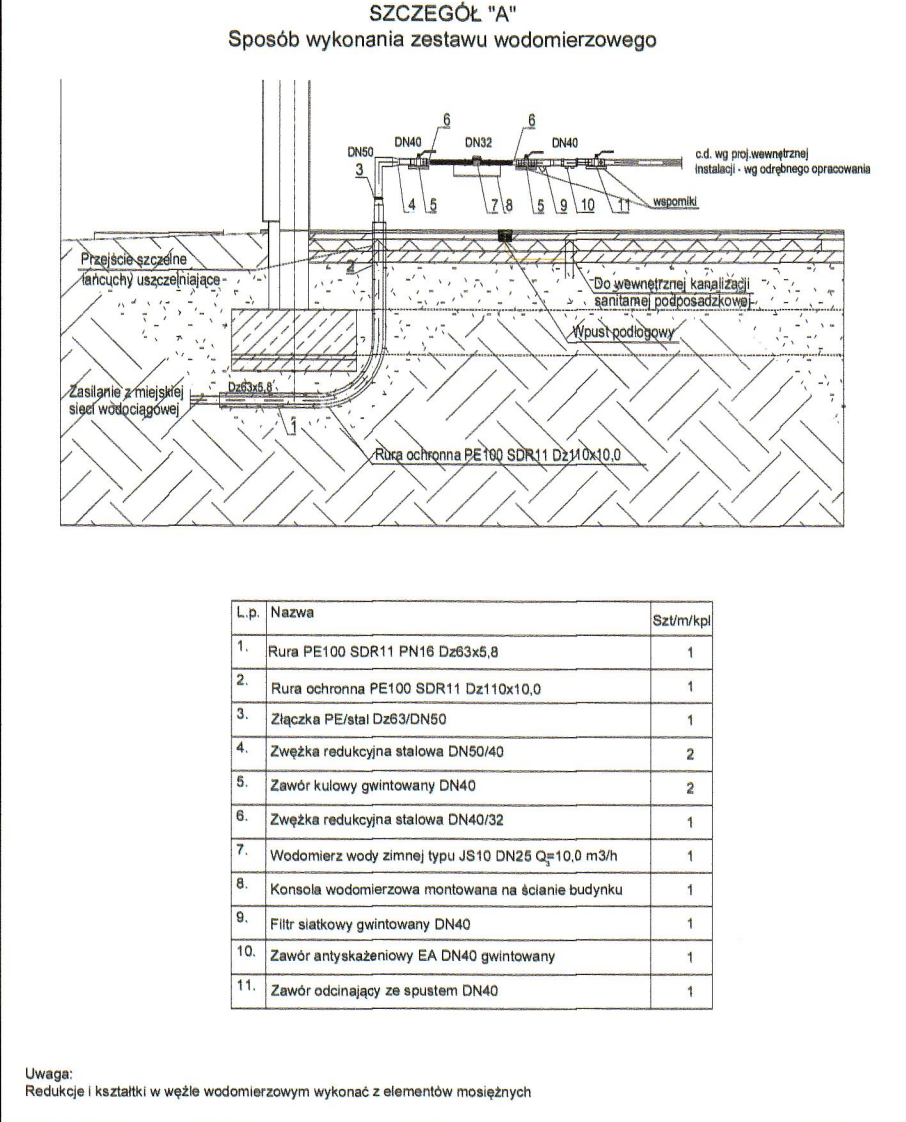 SZCZEGÓŁ "A"
Sposób wykonania zestawu wodomierzowego
6
6
DN40
DN32
DN40
DN50
c.d. wg proj.wewnętrznej
instalacji - wg odrębnego opracowania
3
4
5
7
8
5
9
10
11
wsporniki
Przejście szczelne
łańcuchy uszczelniające
2
Do wewnętrznej kanalizacji
sanitarnej podposadzkowej
Wpust podłogowy
Zasilanie z miejskiej
sieci wodociągowej
Dz63x5,8
1
Rura ochronna PE100 SDR11 Dz110x10,0
L.p. Nazwa Szt/m/kpl
1. Rura PE100 SDR11 PN16 Dz63x5,8 1
2. Rura ochronna PE100 SDR11 Dz110x10,0 1
3. Złączka PE/stal Dz63/DN50 1
4. Zwężka redukcyjna stalowa DN50/40 2
5. Zawór kulowy gwintowany DN40 2
6. Zwężka redukcyjna stalowa DN40/32 1
7. Wodomierz wody zimnej typu JS10 DN25 Q3=10,0 m3/h 1
8. Konsola wodomierzowa montowana na ścianie budynku 1
9. Filtr siatkowy gwintowany DN40 1
10. Zawór antyskażeniowy EA DN40 gwintowany 1
11. Zawór odcinający ze spustem DN40 1
Uwaga:
Redukcje i kształtki w węźle wodomierzowym wykonać z elementów mosiężnych